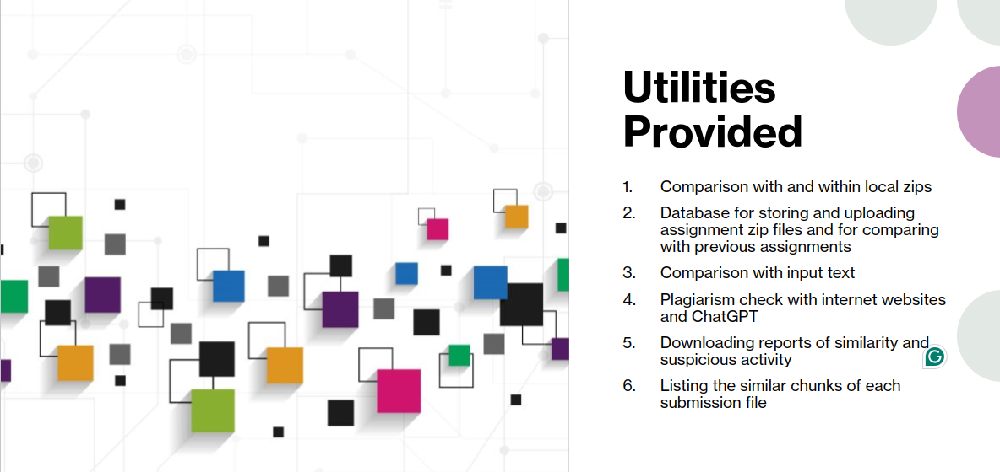 Utilities
Provided
1. Comparison with and within local zips
2. Database for storing and uploading
assignment zip files and for comparing
with previous assignments
3. Comparison with input text
4. Plagiarism check with internet websites
and ChatGPT
5. Downloading reports of similarity and
suspicious activity
6. Listing the similar chunks of each
submission file